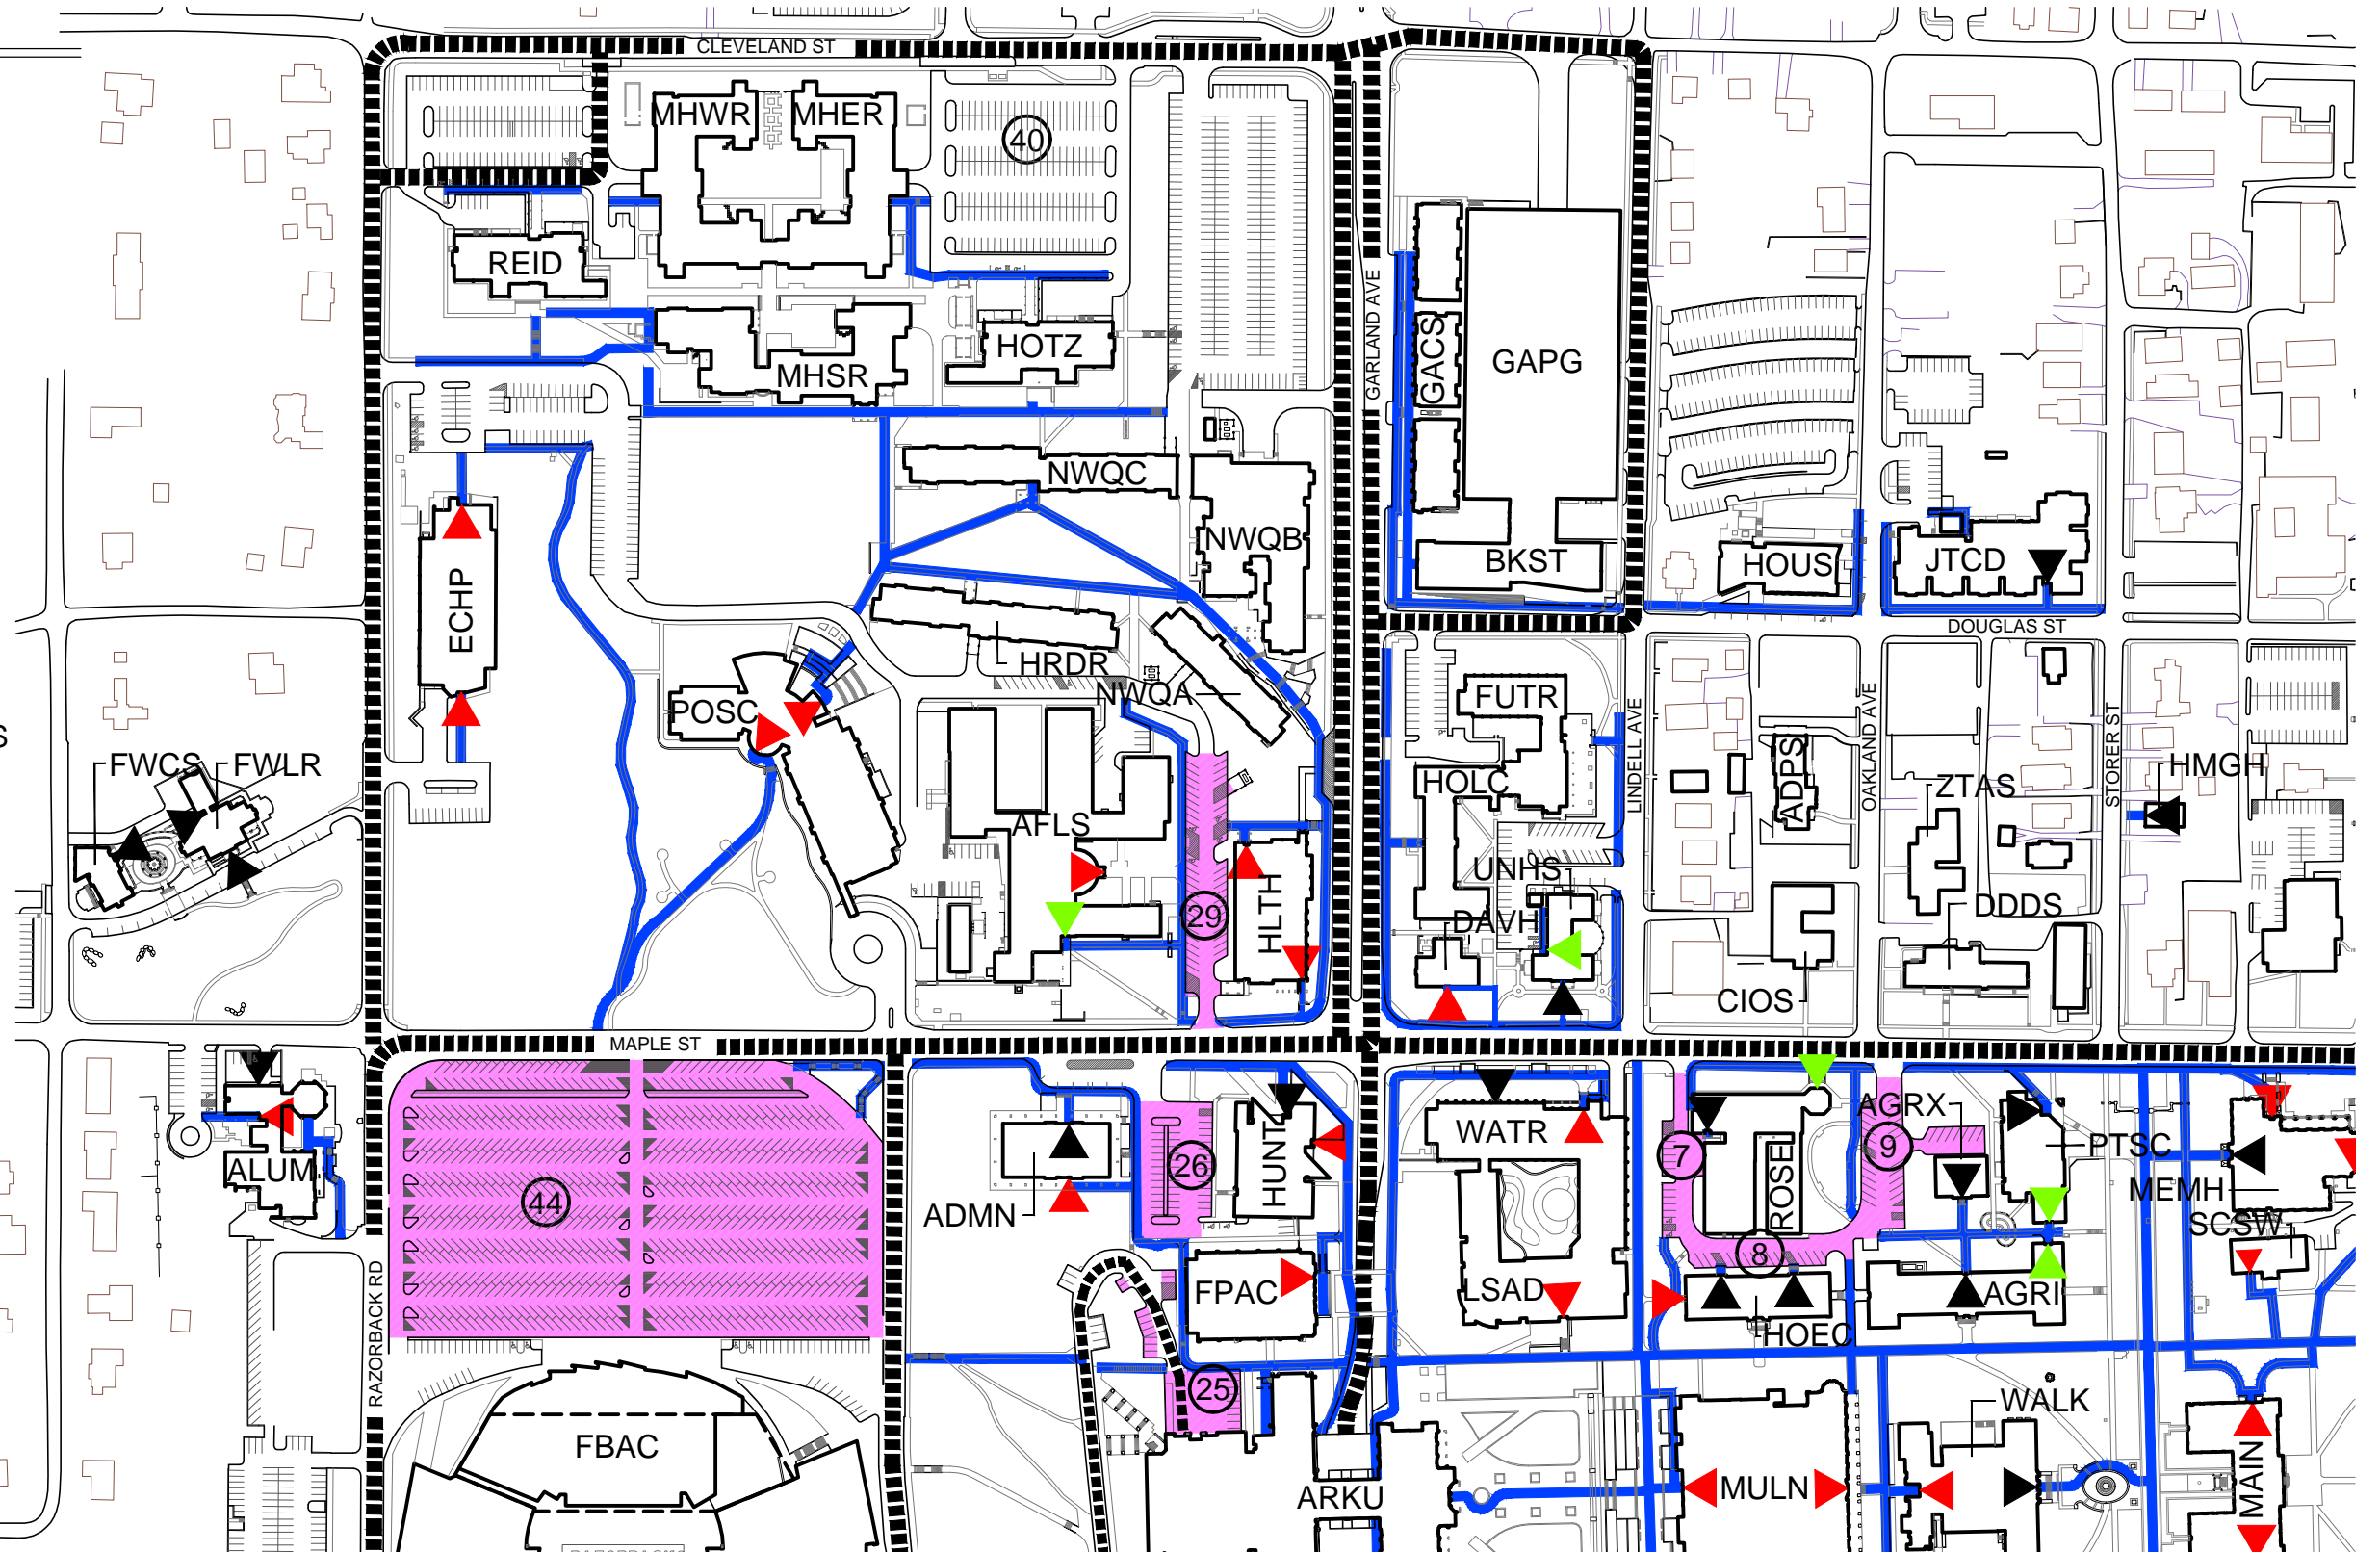 CLEVELAND ST
MHWR
MHER
40
REID
GARLAND AVE
GACS
GAPG
HOTZ
MHSR
NWQC
NWQB
BKST
HOUS
JTCD
ECHP
DOUGLAS ST
HRDR
NWQA
POSC
FUTR
LINDELL AVE
OAKLAND AVE
STORER ST
S
FWCS
FWLR
HOLC
ADPS
ZTAS
HMGH
AFLS
UNHS
29
HLTH
DAVH
DDDS
CIOS
MAPLE ST
AGRX
WATR
HUNT
26
7
ROSE
9
PTSC
ALUM
44
ADMN
MEMH
SCSW
8
RAZORBACK RD
FPAC
LSAD
AGRI
HOEC
25
WALK
FBAC
ARKU
MULN
MAIN